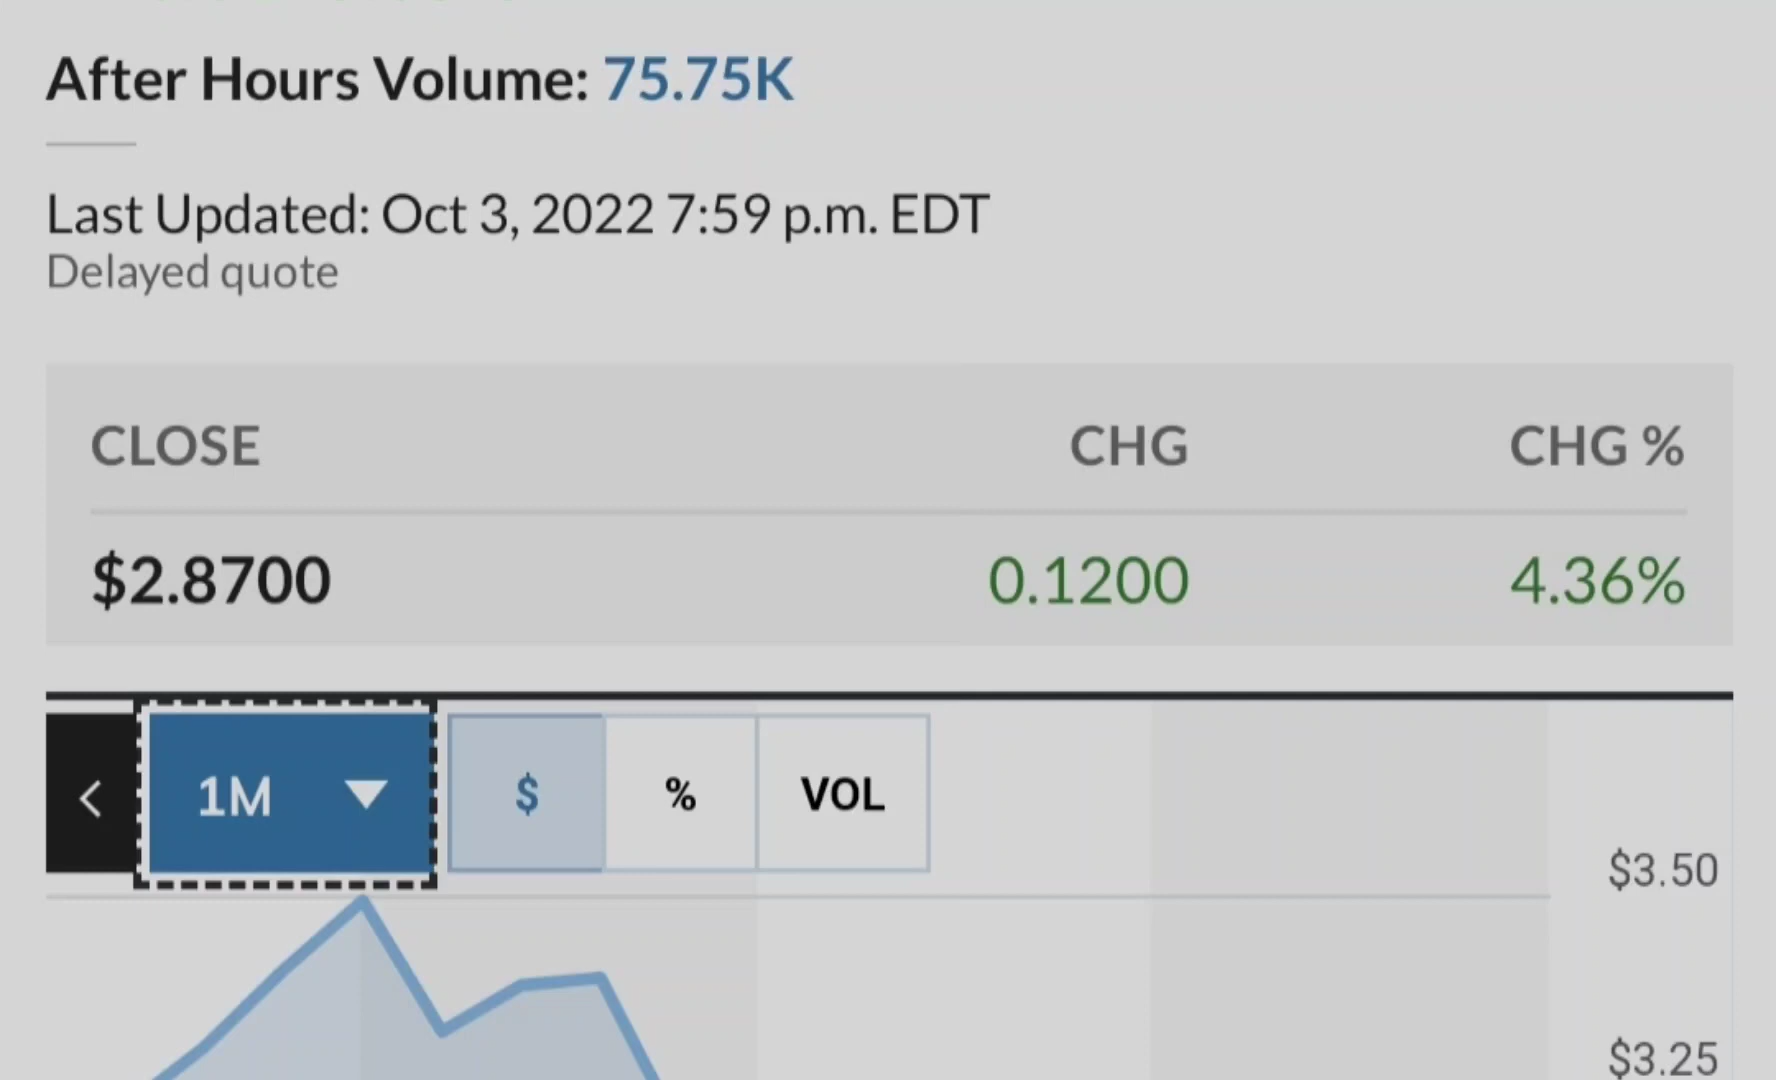 After Hours Volume: 75.75K
Last Updated: Oct 3, 2022 7:59 p.m. EDT
Delayed quote
CLOSE CHG CHG %
$2.8700 0.1200 4.36%
1M $ % VOL
$3.50
$3.25